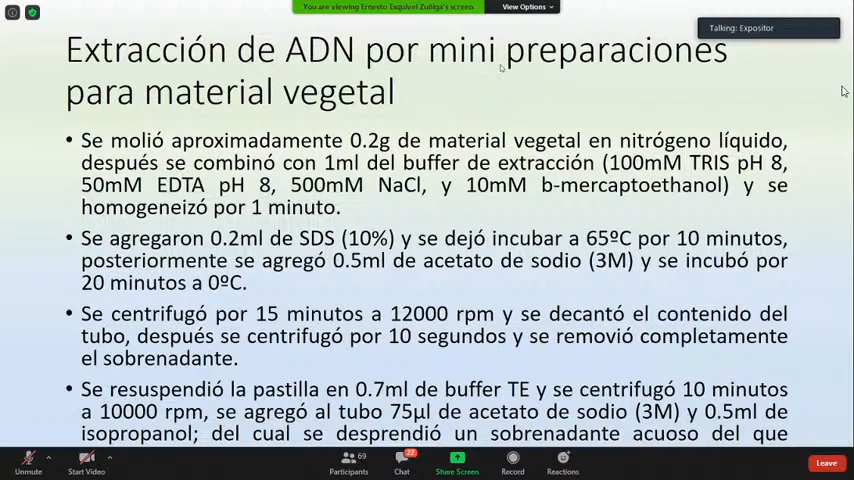 You are viewing Ernesto Esquivel Zuñiga's screen
View Options
Talking: Expositor
Extracción de ADN por mini preparaciones
para material vegetal
• Se molió aproximadamente 0.2g de material vegetal en nitrógeno líquido,
después se combinó con 1ml del buffer de extracción (100mM TRIS pH 8,
50mM EDTA pH 8, 500mM NaCl, y 10mM b-mercaptoethanol) y se
homogeneizó por 1 minuto.
• Se agregaron 0.2ml de SDS (10%) y se dejó incubar a 65ºC por 10 minutos,
posteriormente se agregó 0.5ml de acetato de sodio (3M) y se incubó por
20 minutos a 0ºC.
• Se centrifugó por 15 minutos a 12000 rpm y se decantó el contenido del
tubo, después se centrifugó por 10 segundos y se removió completamente
el sobrenadante.
• Se resuspendió la pastilla en 0.7ml de buffer TE y se centrifugó 10 minutos
a 10000 rpm, se agregó al tubo 75µl de acetato de sodio (3M) y 0.5ml de
isopropanol; del cual se desprendió un sobrenadante acuoso del que
Unmute
Start Video
69
Participants
22
Chat
Share Screen
Record
Reactions
Leave